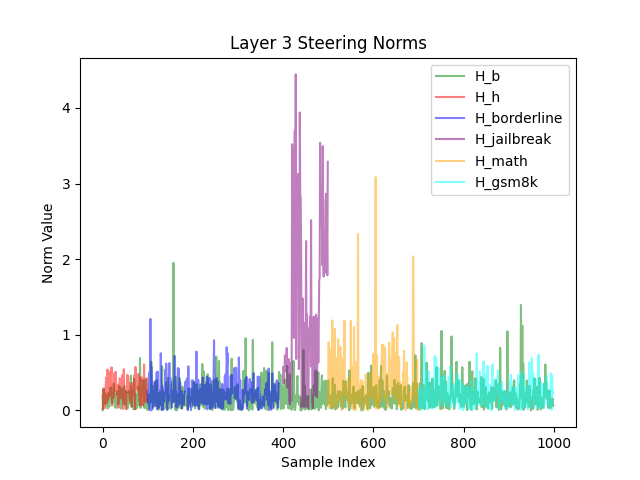 Layer 3 Steering Norms
H_b
H_h
H_borderline
H_jailbreak
H_math
H_gsm8k
Norm Value
4
3
2
1
0
0 200 400 600 800 1000
Sample Index